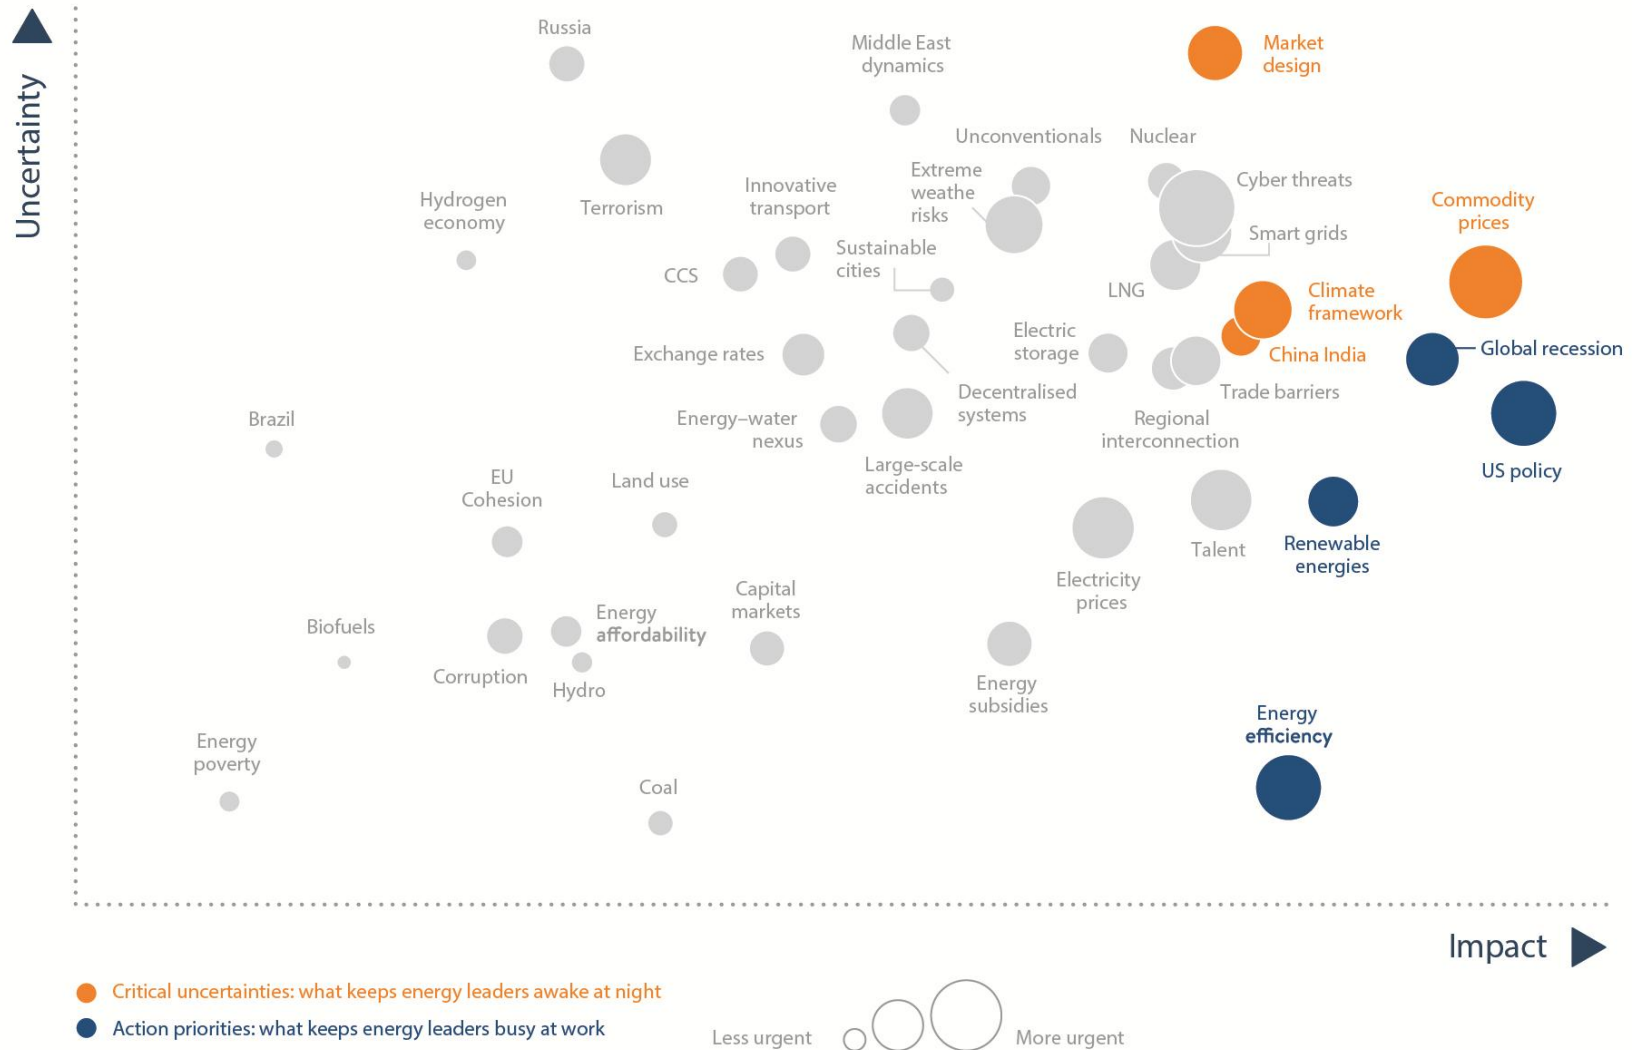 Uncertainty
Russia
Middle East
dynamics
Market
design
Unconventionals
Nuclear
Extreme
weathe
risks
Cyber threats
Innovative
transport
Hydrogen
economy
Terrorism
Commodity
prices
Smart grids
Sustainable
cities
CCS
LNG
Climate
framework
Electric
storage
Exchange rates
China India
Global recession
Decentralised
systems
Trade barriers
Brazil
Energy–water
nexus
Regional
interconnection
Large-scale
accidents
US policy
EU
Cohesion
Land use
Talent
Renewable
energies
Electricity
prices
Capital
markets
Biofuels
Energy
affordability
Corruption
Hydro
Energy
subsidies
Energy
efficiency
Energy
poverty
Coal
Impact
Critical uncertainties: what keeps energy leaders awake at night
Action priorities: what keeps energy leaders busy at work
Less urgent
More urgent